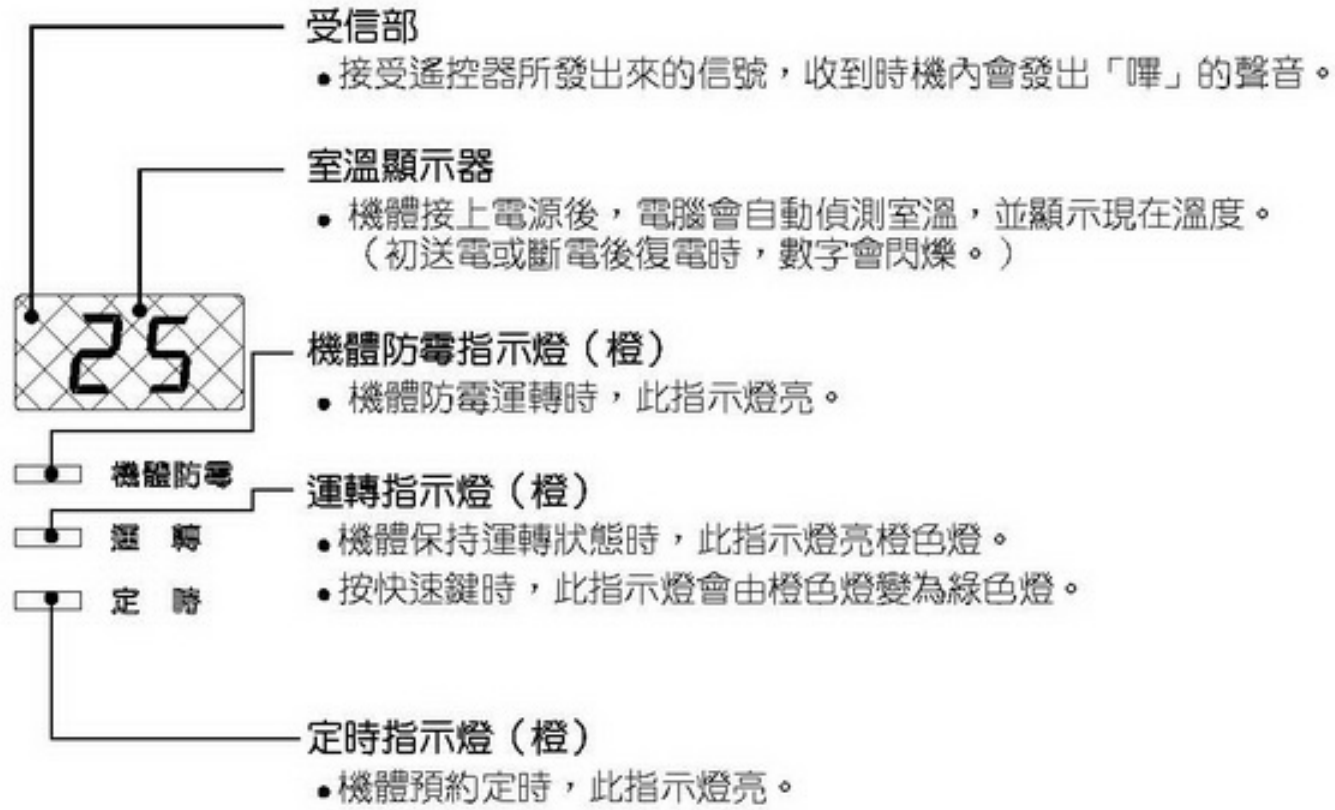 受信部
•接受遙控器所發出來的信號，收到時機內會發出「嗶」的聲音。
室溫顯示器
• 機體接上電源後，電腦會自動偵測室溫，並顯示現在溫度。
（初送電或斷電後復電時，數字會閃爍。）
25
機體防霉指示燈（橙）
• 機體防霉運轉時，此指示燈亮。
機體防霉
運轉指示燈（橙）
•機體保持運轉狀態時，此指示燈亮橙色燈。
運 轉
•按快速鍵時，此指示燈會由橙色燈變為綠色燈。
定 時
定時指示燈（橙）
•機體預約定時，此指示燈亮。